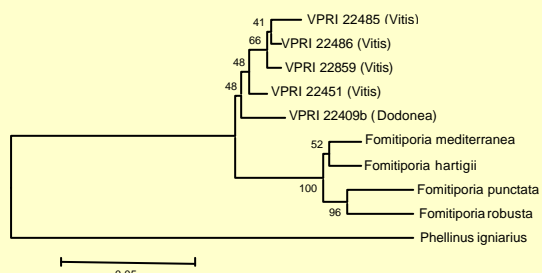 41
VPRI 22485 (Vitis)
66
VPRI 22486 (Vitis)
VPRI 22859 (Vitis)
48
VPRI 22451 (Vitis)
48
VPRI 22409b (Dodonea)
52
Fomitiporia mediterranea
Fomitiporia hartigii
100
Fomitiporia punctata
96
Fomitiporia robusta
Phellinus igniarius